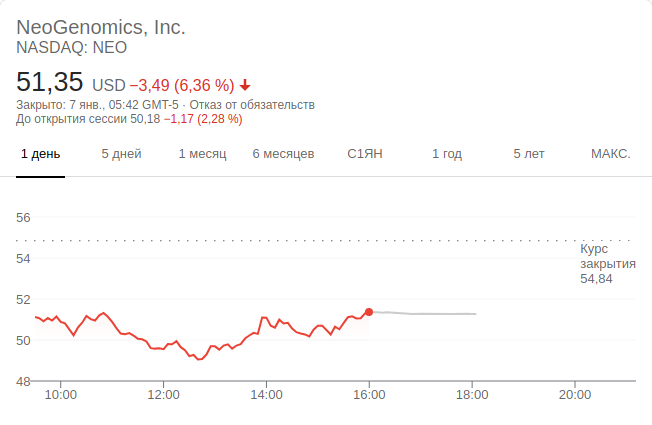 NeoGenomics, Inc.
NASDAQ: NEO
51,35 USD −3,49 (6,36 %)
Закрыто: 7 янв., 05:42 GMT-5 · Отказ от обязательств
До открытия сессии 50,18 −1,17 (2,28 %)
1 день 5 дней 1 месяц 6 месяцев С1ЯН 1 год 5 лет МАКС.
56
Курс
закрытия
54,84
54
52
50
48
10:00 12:00 14:00 16:00 18:00 20:00